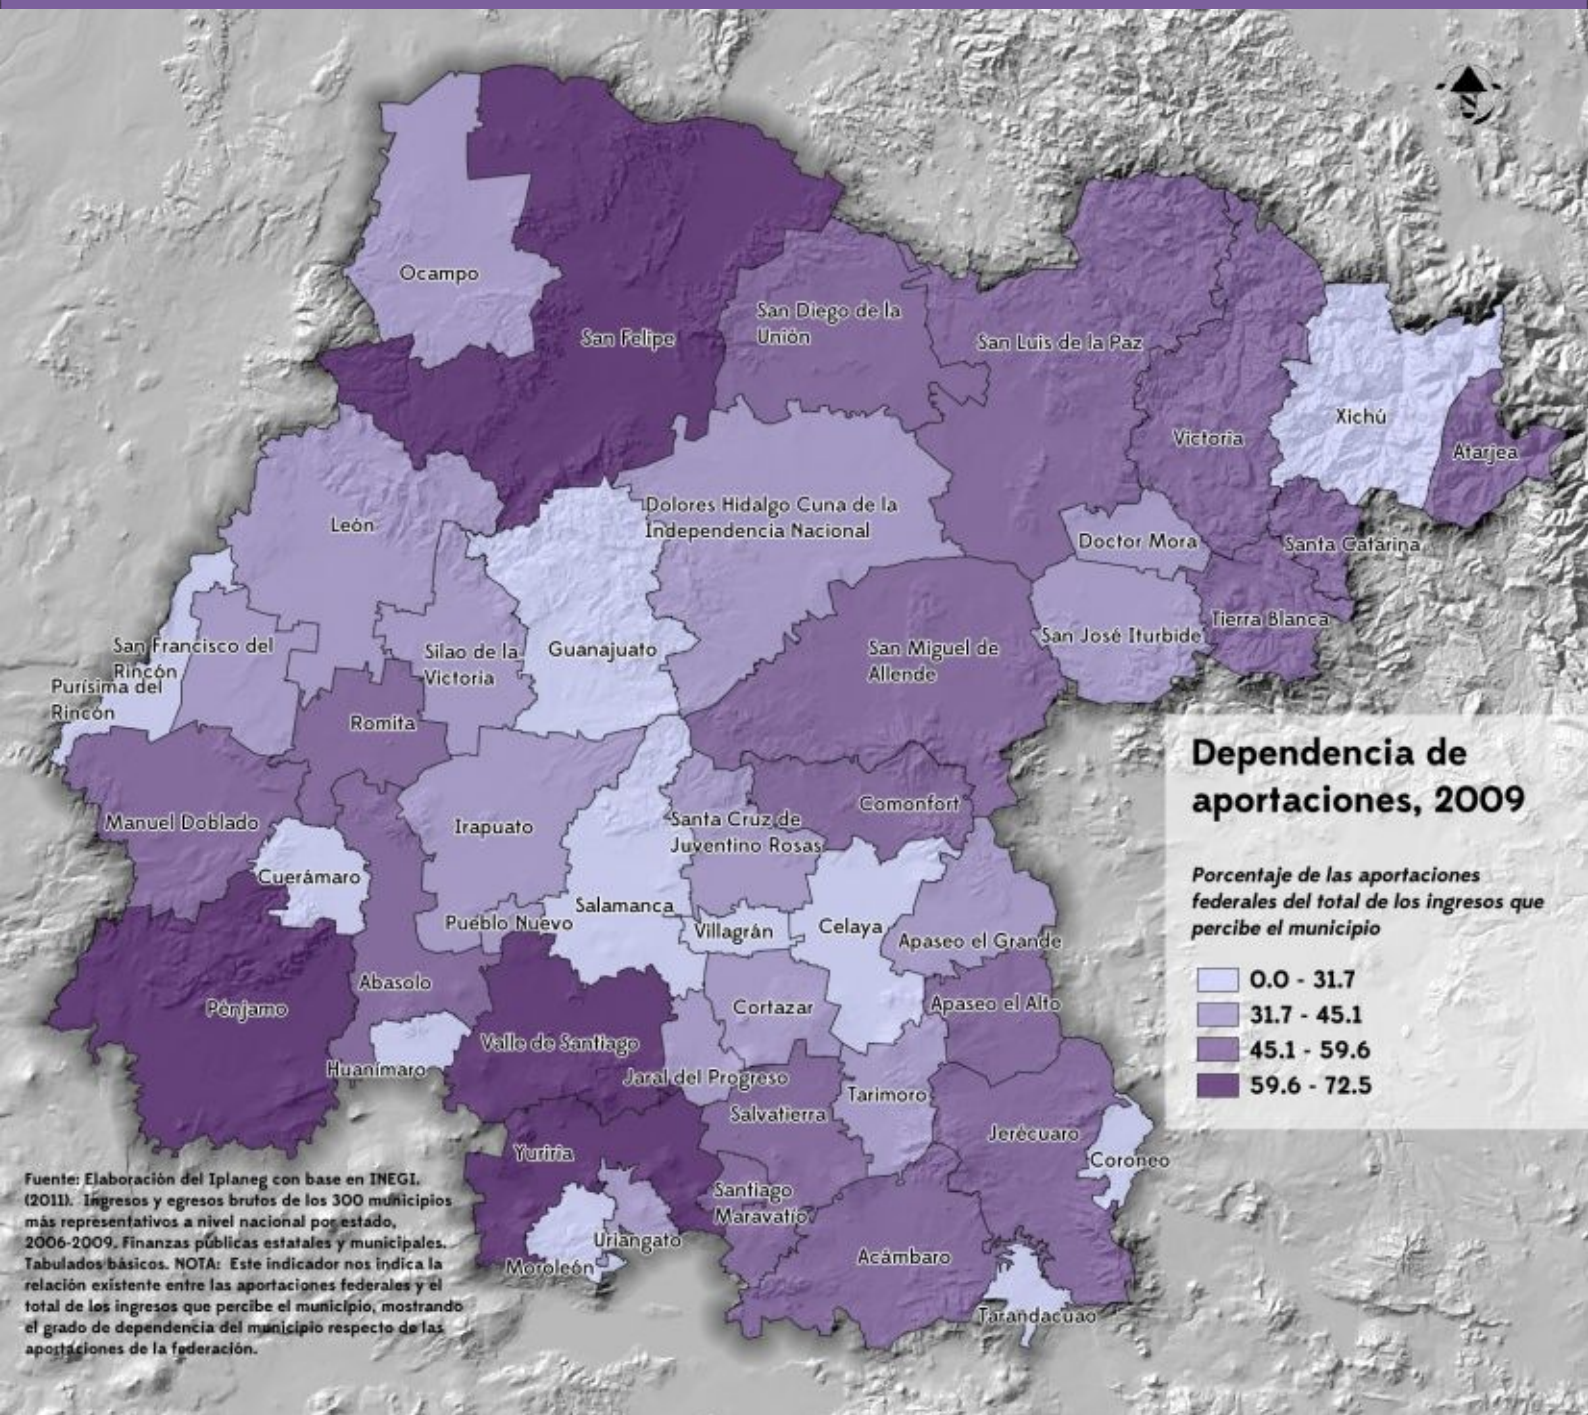 Ocampo
San Felipe
San Diego de la
Unión
San Luis de la Paz
Xichú
Victoria
Atarjea
León
Dolores Hidalgo Cuna de la
Independencia Nacional
Doctor Mora
Santa Catarina
Tierra Blanca
San José Iturbide
San Francisco del
Rincón
Purísima del
Rincón
Silao de la
Victoria
Guanajuato
San Miguel de
Allende
Romita
Manuel Doblado
Irapuato
Santa Cruz de
Juventino Rosas
Comonfort
Cuerámaro
Salamanca
Pueblo Nuevo
Villagrán
Celaya
Apaseo el Grande
Abasolo
Pénjamo
Cortazar
Apaseo el Alto
Valle de Santiago
Huanímaro
Jaral del Progreso
Salvatierra
Tarimoro
Jerécuaro
Coroneo
Yuriria
Santiago
Maravatío
Uriangato
Moroleón
Acámbaro
Tarandacuao
Dependencia de
aportaciones, 2009
Porcentaje de las aportaciones
federales del total de los ingresos que
percibe el municipio
0.0 - 31.7
31.7 - 45.1
45.1 - 59.6
59.6 - 72.5
Fuente: Elaboración del Iplaneg con base en INEGI.
(2011). Ingresos y egresos brutos de los 300 municipios
más representativos a nivel nacional por estado,
2006-2009. Finanzas públicas estatales y municipales.
Tabulados básicos. NOTA: Este indicador nos indica la
relación existente entre las aportaciones federales y el
total de los ingresos que percibe el municipio, mostrando
el grado de dependencia del municipio respecto de las
aportaciones de la federación.
N